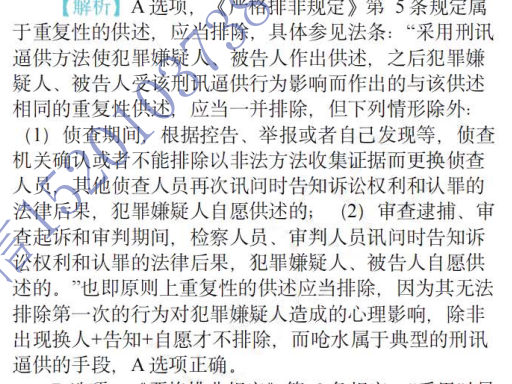 【解析】A选项，《严格排非规定》第 5条规定属
于重复性的供述，应当排除，具体参见法条：“采用刑讯
逼供方法使犯罪嫌疑人、被告人作出供述，之后犯罪嫌
疑人、被告人受该刑讯逼供行为影响而作出的与该供述
相同的重复性供述，应当一并排除，但下列情形除外：
（1）侦查期间，根据控告、举报或者自己发现等，侦查
机关确认或者不能排除以非法方法收集证据而更换侦查
人员，其他侦查人员再次讯问时告知诉讼权利和认罪的
法律后果，犯罪嫌疑人自愿供述的；（2）审查逮捕、审
查起诉和审判期间，检察人员、审判人员讯问时告知诉
讼权利和认罪的法律后果，犯罪嫌疑人、被告人自愿供
述的。”也即原则上重复性的供述应当排除，因为其无法
排除第一次的行为对犯罪嫌疑人造成的心理影响，除非
出现换人+告知+自愿才不排除，而呛水属于典型的刑讯
逼供的手段，A选项正确。